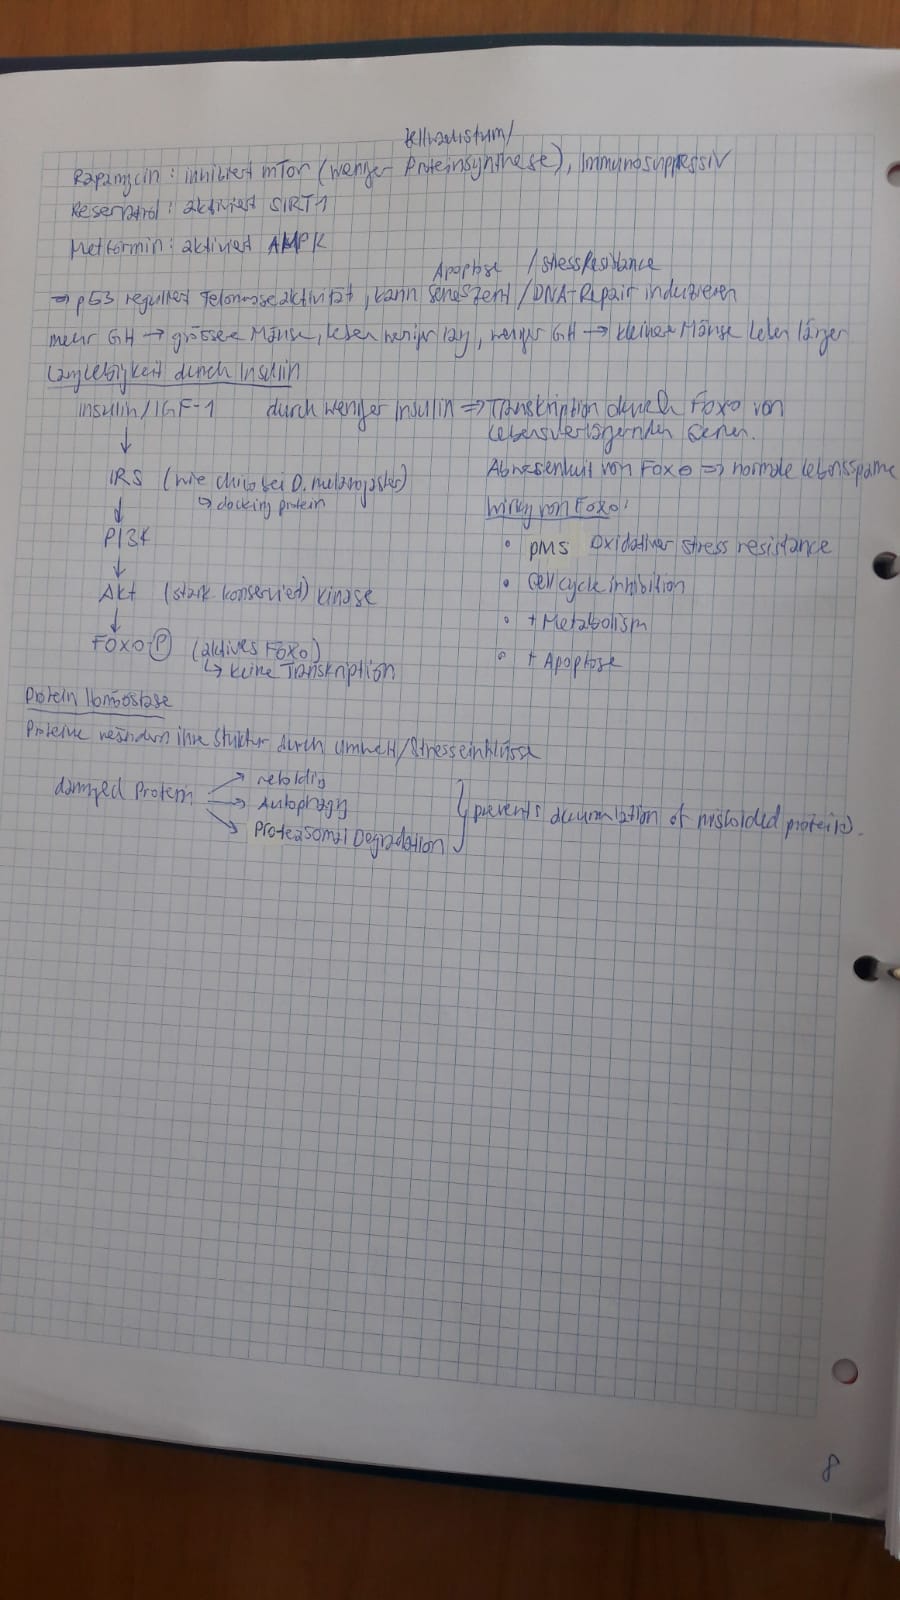 Zellwachstum/
Rapamycin: inhibiert mTor (weniger Proteinsynthese), Immunosuppressiv
Reservatrol: aktiviert SIRT1
Metformin: aktiviert AMPK
Apoptose /stressResistance
⇒ p53 reguliert Telomraseaktivität, kann Seneszent/DNA-Repair induzieren
mehr GH → grössere Mäuse, leben weniger lang, weniger GH → kleinere Mäuse leben länger
Langlebigkeit durch Insulin
Insulin/IGF-1
↓
IRS (wie chico bei D. melanogaster)
↳ docking protein
↓
PI3K
↓
Akt (stark konserviert) kinase
↓
FOXO-P (aktives FOXO)
↳ keine Transkription
durch weniger Insulin ⇒ Transkription durch Foxo von
lebensverlängernden Genen.
Abwesenheit von FoxO ⇒ normale Lebensspanne
Wirkung von FoxO:
• pMS Oxidativer stress resistance
• Cell cycle inhibition
• + Metabolism
• + Apoptose
Protein Homöostase
Proteine verändern ihre Struktur durch Umwelt/Stresseinflüsse
damaged Protein → refolding
→ Autophagy
→ Proteasomal Degradation
} prevents accumulation of misfolded proteins.
8